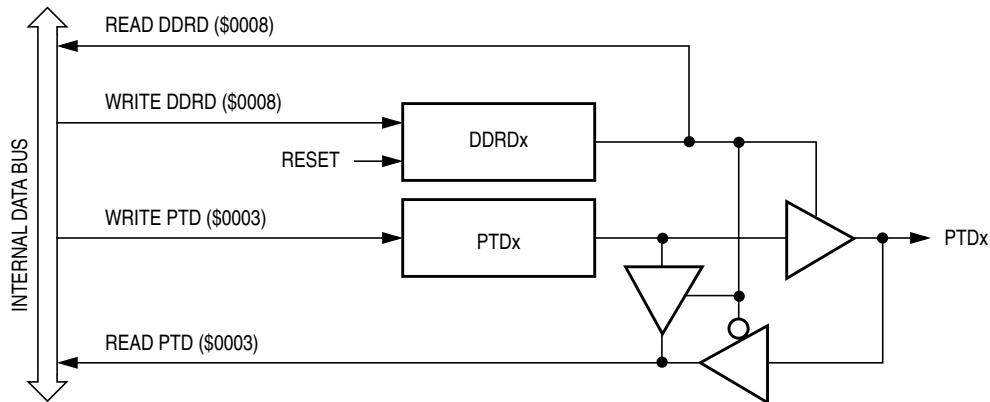 READ DDRD ($0008)
WRITE DDRD ($0008)
DDRDx
RESET
WRITE PTD ($0003)
PTDx
PTDx
READ PTD ($0003)
INTERNAL DATA BUS